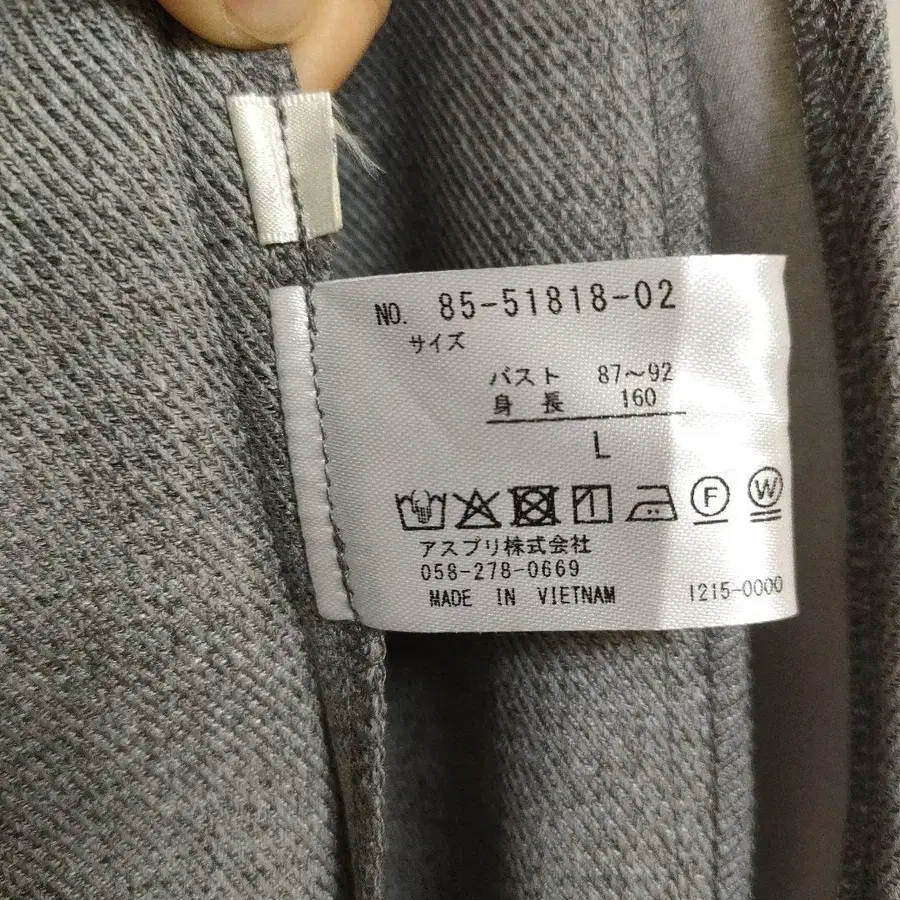 NO. 85-51818-02
サイズ
バスト 87～92
身長 160
L
F W
アスプリ株式会社
058-278-0669
MADE IN VIETNAM 1215-0000